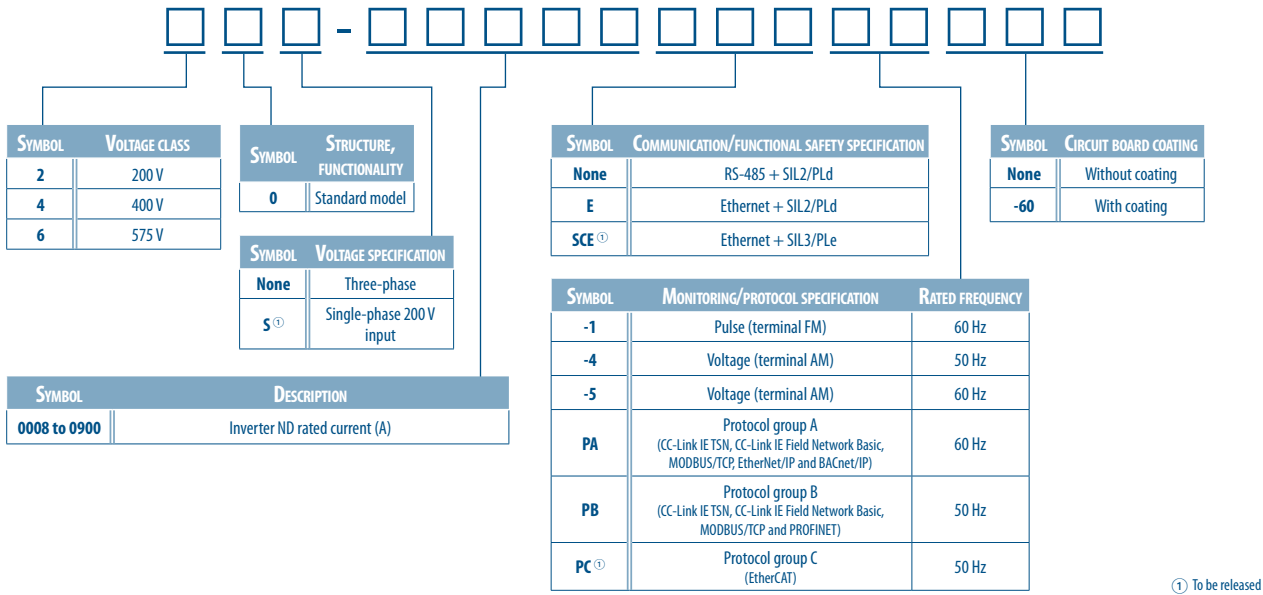 -
SYMBOL VOLTAGE CLASS
2 200 V
4 400 V
6 575 V
SYMBOL STRUCTURE,
FUNCTIONALITY
0 Standard model
SYMBOL VOLTAGE SPECIFICATION
None Three-phase
S ① Single-phase 200 V
input
SYMBOL DESCRIPTION
0008 to 0900 Inverter ND rated current (A)
SYMBOL COMMUNICATION/FUNCTIONAL SAFETY SPECIFICATION
None RS-485 + SIL2/PLd
E Ethernet + SIL2/PLd
SCE ① Ethernet + SIL3/PLe
SYMBOL MONITORING/PROTOCOL SPECIFICATION RATED FREQUENCY
-1 Pulse (terminal FM) 60 Hz
-4 Voltage (terminal AM) 50 Hz
-5 Voltage (terminal AM) 60 Hz
PA Protocol group A
(CC-Link IE TSN, CC-Link IE Field Network Basic,
MODBUS/TCP, EtherNet/IP and BACnet/IP) 60 Hz
PB Protocol group B
(CC-Link IE TSN, CC-Link IE Field Network Basic,
MODBUS/TCP and PROFINET) 50 Hz
PC ① Protocol group C
(EtherCAT) 50 Hz
SYMBOL CIRCUIT BOARD COATING
None Without coating
-60 With coating
① To be released